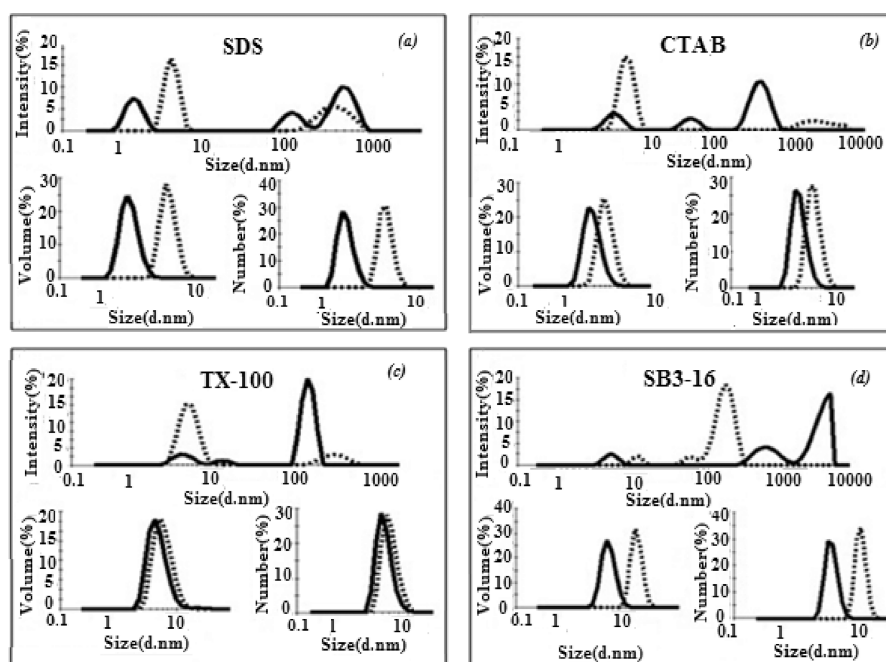 SDS
(a)
Intensity(%)
20
15
10
5
0
0.1 1 10 100 1000
Size(d.nm)
Volume(%)
30
20
10
0
0.1 1 10
Size(d.nm)
Number(%)
40
30
20
10
0
0.1 1 10
Size(d.nm)
CTAB
(b)
Intensity(%)
20
15
10
5
0
0.1 1 10 100 1000 10000
Size(d.nm)
Volume(%)
30
20
10
0
0.1 1 10
Size(d.nm)
Number(%)
30
20
10
0
0.1 1 10
Size(d.nm)
TX-100
(c)
Intensity(%)
20
15
10
5
0
1 10 100 1000
Size(d.nm)
Volume(%)
20
15
10
5
0
0.1 1 10
Size(d.nm)
Number(%)
30
20
10
0
0.1 1 10
Size(d.nm)
SB3-16
(d)
Intensity(%)
20
15
10
5
0
0.1 1 10 100 1000 10000
Size(d.nm)
Volume(%)
40
30
20
10
0
0.1 1 10
Size(d.nm)
Number(%)
40
30
20
10
0
0.1 1 10
Size(d.nm)